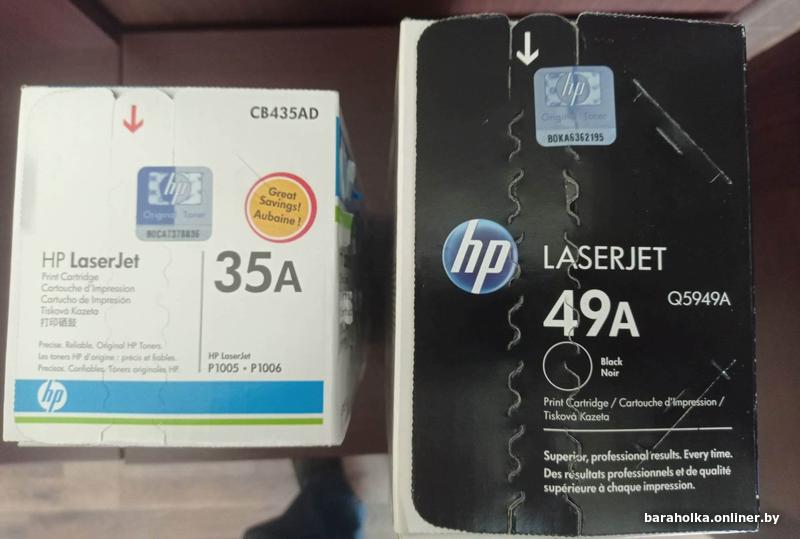 CB435AD
hp
Original Toner
Great
Savings!
Aubaine!
HP LaserJet
Print Cartridge
Cartouche d'Impression
Cartucho de Impresión
Tisková Kazeta
打印硒鼓
35A
Precise. Reliable. Original HP Toners.
Les toners HP d'origine : précis et fiables.
Precisos. Confiables. Tóners originales HP.
HP LaserJet
P1005 • P1006
hp
hp
Original Toner
BOKA6362195
hp
LASERJET
49A
Q5949A
Black
Noir
Print Cartridge / Cartouche d'Impression /
Tisková Kazeta
Superior, professional results. Every time.
Des résultats professionnels et de qualité
supérieure à chaque impression.
baraholka.onliner.by